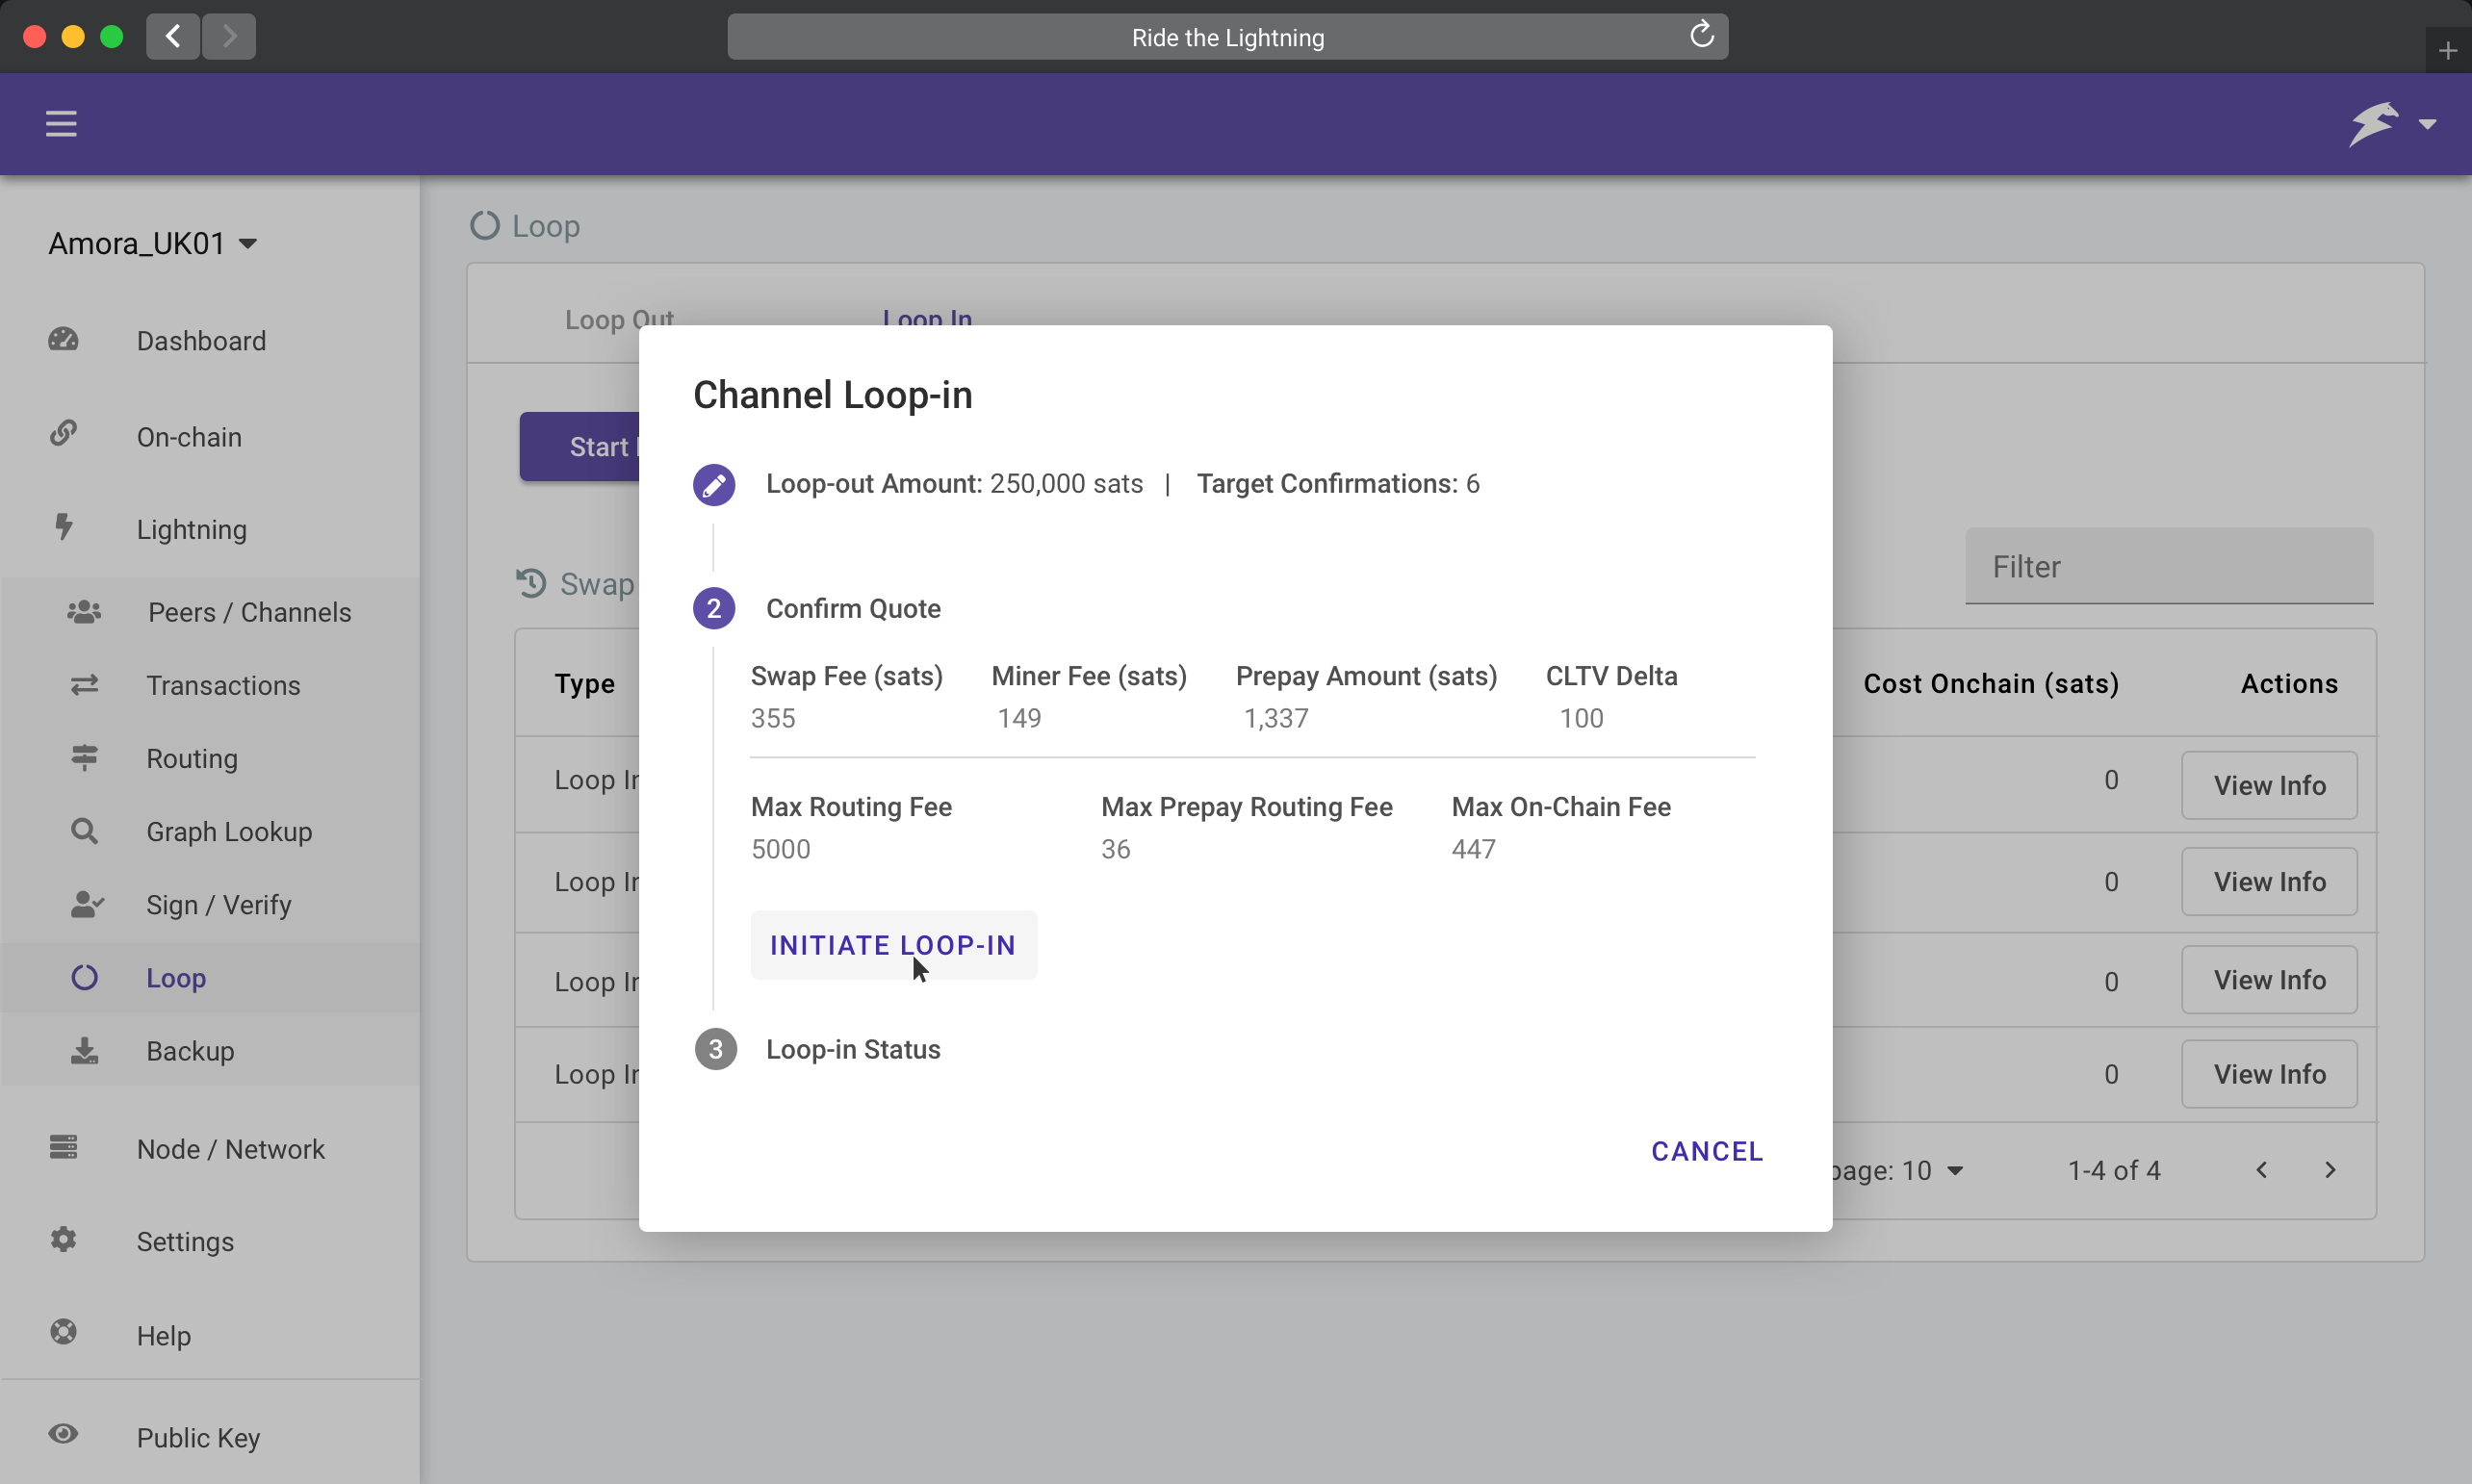 Ride the Lightning
Amora_UK01
Dashboard
On-chain
Lightning
Peers / Channels
Transactions
Routing
Graph Lookup
Sign / Verify
Loop
Backup
Node / Network
Settings
Help
Public Key
Loop
Loop Out Loop In
Start
Swap
Filter
Type Cost Onchain (sats) Actions
Loop 0 View Info
Loop 0 View Info
Loop 0 View Info
Loop 0 View Info
page: 10 1-4 of 4
Channel Loop-in
Loop-out Amount: 250,000 sats | Target Confirmations: 6
2 Confirm Quote
Swap Fee (sats) Miner Fee (sats) Prepay Amount (sats) CLTV Delta
355 149 1,337 100
Max Routing Fee Max Prepay Routing Fee Max On-Chain Fee
5000 36 447
INITIATE LOOP-IN
3 Loop-in Status
CANCEL